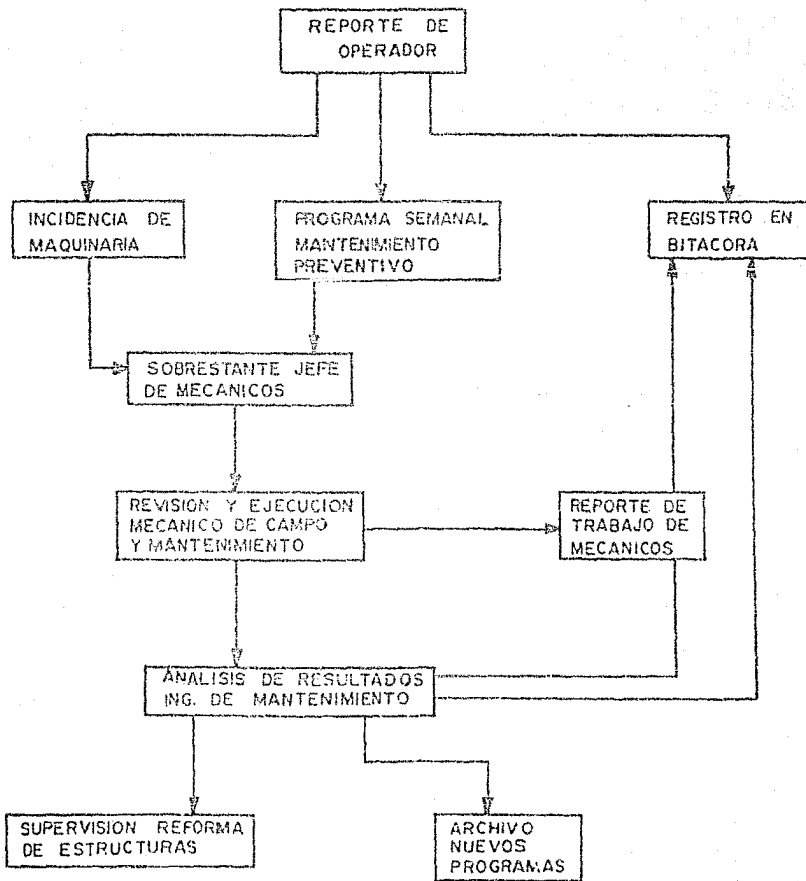 REPORTE DE
OPERADOR
INCIDENCIA DE
MAQUINARIA
PROGRAMA SEMANAL
MANTENIMIENTO
PREVENTIVO
REGISTRO EN
BITACORA
SOBRESTANTE JEFE
DE MECANICOS
REVISION Y EJECUCION
MECANICO DE CAMPO
Y MANTENIMIENTO
REPORTE DE
TRABAJO DE
MECANICOS
ANALISIS DE RESULTADOS
ING. DE MANTENIMIENTO
SUPERVISION REFORMA
DE ESTRUCTURAS
ARCHIVO
NUEVOS
PROGRAMAS